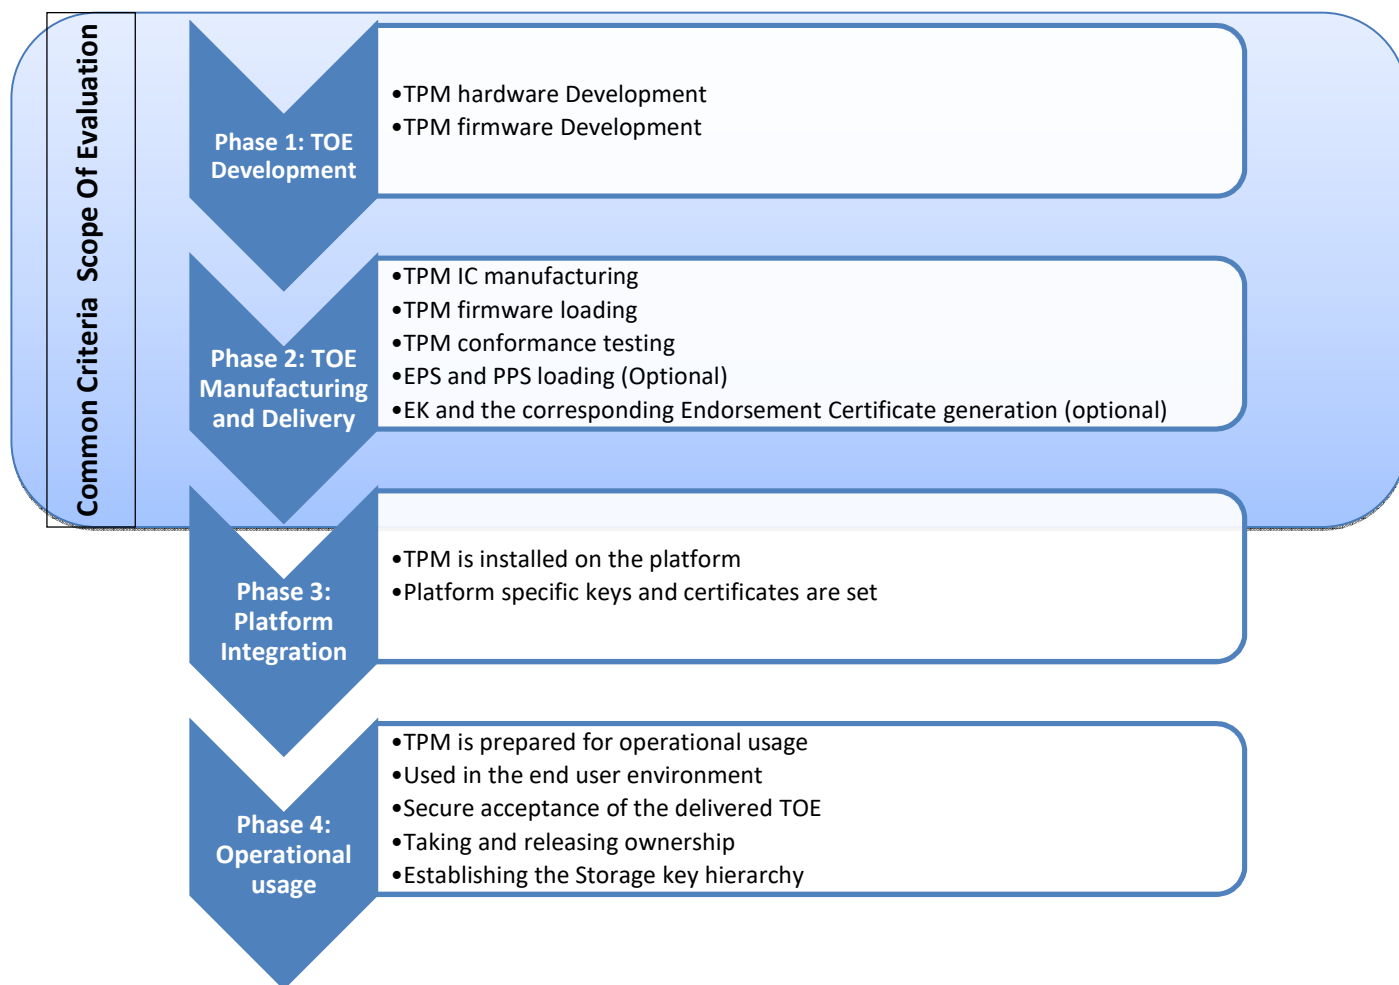 Common Criteria  Scope Of Evaluation
Phase 1: TOE
Development
•TPM hardware Development
•TPM firmware Development
Phase 2: TOE
Manufacturing
and Delivery
•TPM IC manufacturing
•TPM firmware loading
•TPM conformance testing
•EPS and PPS loading (Optional)
•EK and the corresponding Endorsement Certificate generation (optional)
Phase 3:
Platform
Integration
•TPM is installed on the platform
•Platform specific keys and certificates are set
Phase 4:
Operational
usage
•TPM is prepared for operational usage
•Used in the end user environment
•Secure acceptance of the delivered TOE
•Taking and releasing ownership
•Establishing the Storage key hierarchy